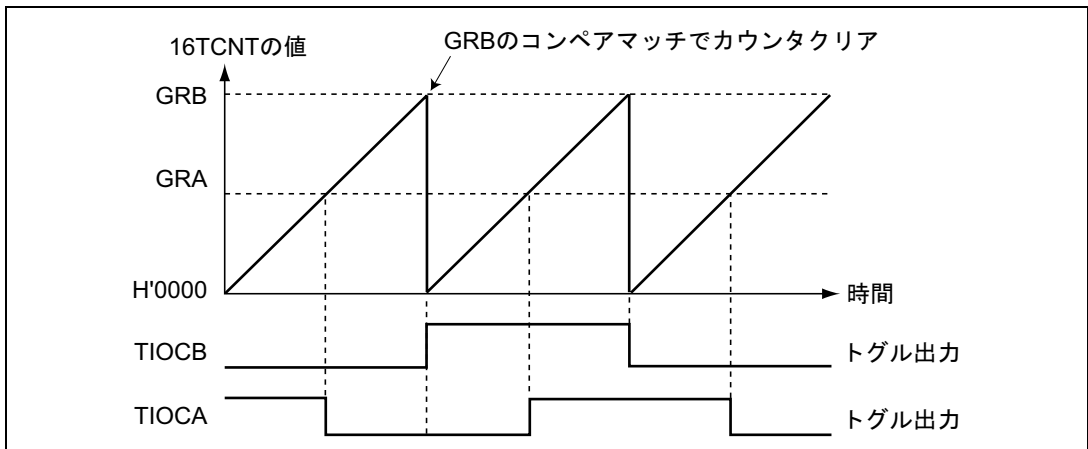 GRBのコンペアマッチでカウンタクリア
16TCNTの値
GRB
GRA
H'0000
時間
TIOCB
トグル出力
TIOCA
トグル出力